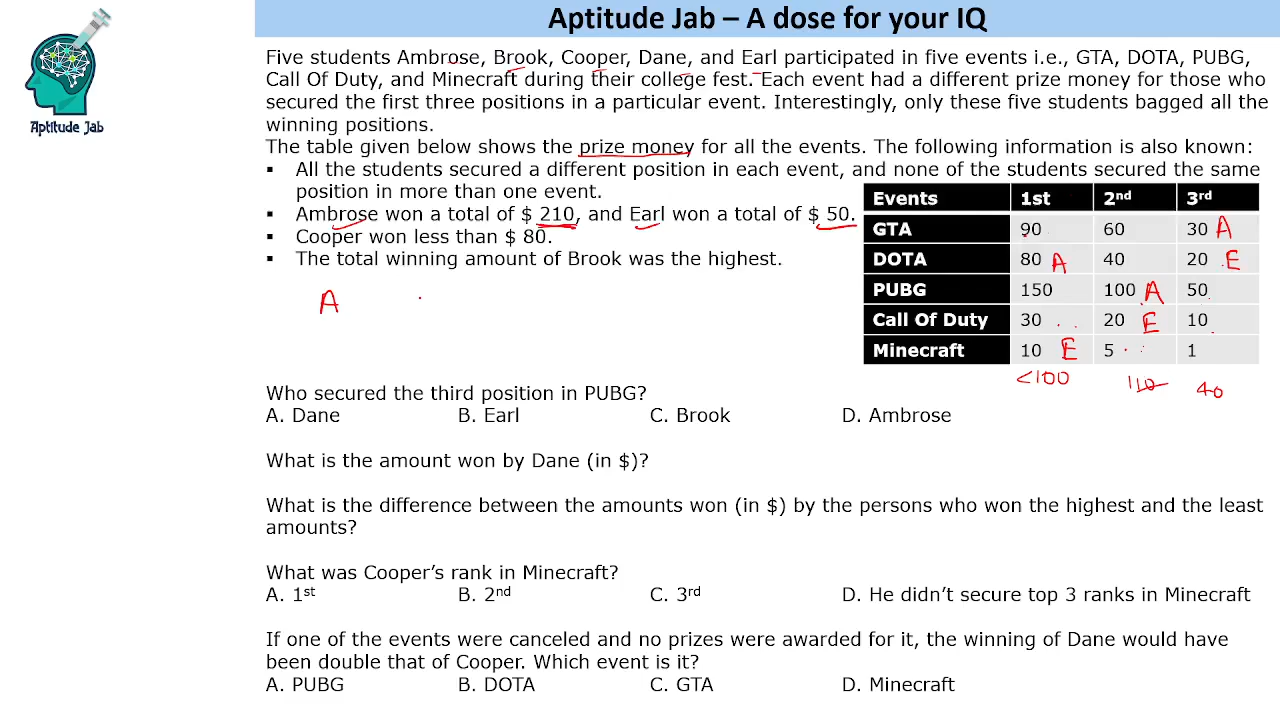 Aptitude Jab – A dose for your IQ
Aptitude Jab
Five students Ambrose, Brook, Cooper, Dane, and Earl participated in five events i.e., GTA, DOTA, PUBG,
Call Of Duty, and Minecraft during their college fest. Each event had a different prize money for those who
secured the first three positions in a particular event. Interestingly, only these five students bagged all the
winning positions.
The table given below shows the prize money for all the events. The following information is also known:
▪ All the students secured a different position in each event, and none of the students secured the same
position in more than one event.
▪ Ambrose won a total of $ 210, and Earl won a total of $ 50.
▪ Cooper won less than $ 80.
▪ The total winning amount of Brook was the highest.
A
Events 1st 2nd 3rd
GTA 90 60 30 A
DOTA 80 A 40 20 E
PUBG 150 100 A 50
Call Of Duty 30 20 E 10
Minecraft 10 E 5 1
<100 110 40
Who secured the third position in PUBG?
A. Dane B. Earl C. Brook D. Ambrose
What is the amount won by Dane (in $)?
What is the difference between the amounts won (in $) by the persons who won the highest and the least
amounts?
What was Cooper's rank in Minecraft?
A. 1st B. 2nd C. 3rd D. He didn't secure top 3 ranks in Minecraft
If one of the events were canceled and no prizes were awarded for it, the winning of Dane would have
been double that of Cooper. Which event is it?
A. PUBG B. DOTA C. GTA D. Minecraft